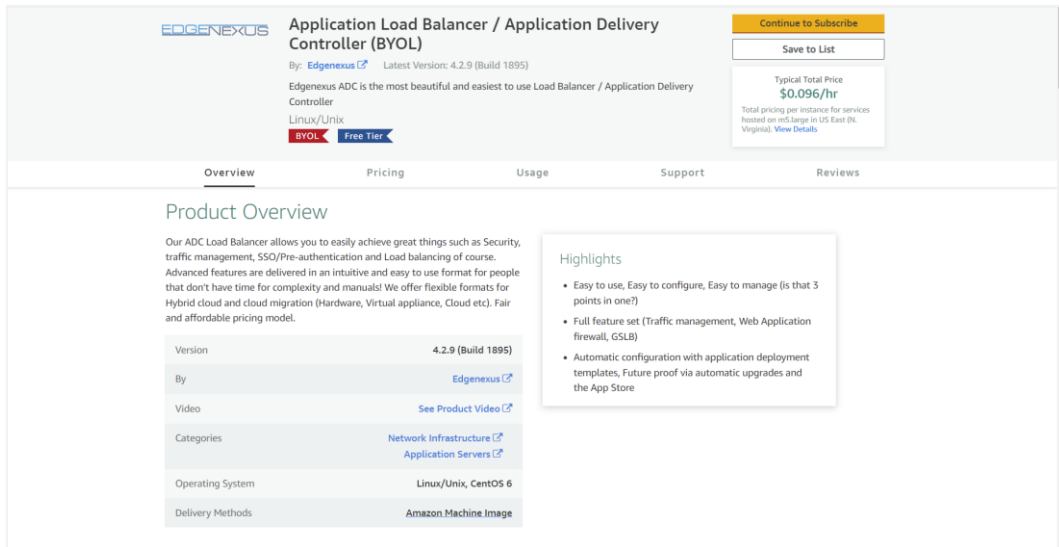 EDGENEXUS
Application Load Balancer / Application Delivery
Controller (BYOL)
By: Edgenexus Latest Version: 4.2.9 (Build 1895)
Edgenexus ADC is the most beautiful and easiest to use Load Balancer / Application Delivery
Controller
Linux/Unix
BYOL Free Tier
Continue to Subscribe
Save to List
Typical Total Price
$0.096/hr
Total pricing per instance for services
hosted on m5.large in US East (N.
Virginia). View Details
Overview Pricing Usage Support Reviews
Product Overview
Our ADC Load Balancer allows you to easily achieve great things such as Security,
traffic management, SSO/Pre-authentication and Load balancing of course.
Advanced features are delivered in an intuitive and easy to use format for people
that don't have time for complexity and manuals! We offer flexible formats for
Hybrid cloud and cloud migration (Hardware, Virtual appliance, Cloud etc). Fair
and affordable pricing model.
Version 4.2.9 (Build 1895)
By Edgenexus
Video See Product Video
Categories Network Infrastructure
Application Servers
Operating System Linux/Unix, CentOS 6
Delivery Methods Amazon Machine Image
Highlights
• Easy to use, Easy to configure, Easy to manage (is that 3
points in one?)
• Full feature set (Traffic management, Web Application
firewall, GSLB)
• Automatic configuration with application deployment
templates, Future proof via automatic upgrades and
the App Store